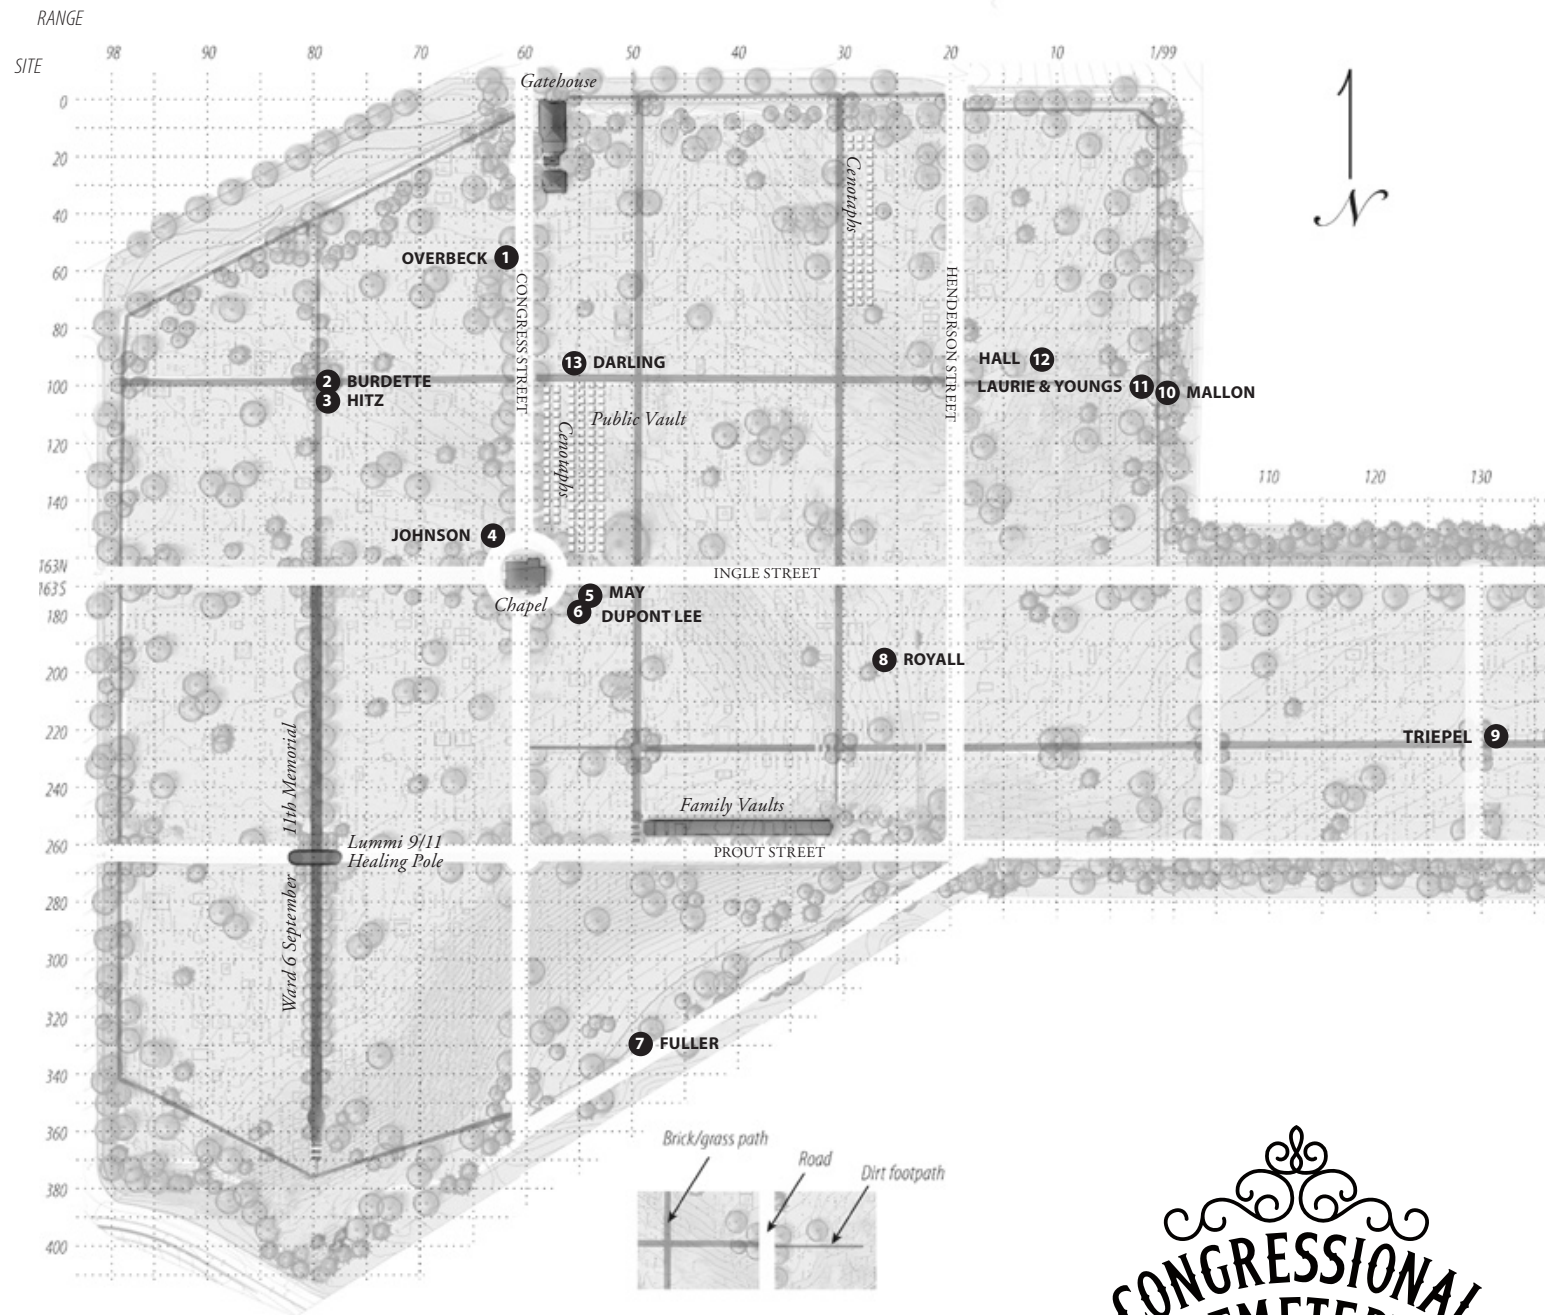 RANGE
98 90 80 70 60 50 40 30 20 10 1/99
SITE
Gatehouse
0
20
Cenotaphs
40
OVERBECK 1
60
CONGRESS STREET
HENDERSON STREET
80
13 DARLING
HALL 12
2 BURDETTE
100
LAURIE & YOUNGS 11 10 MALLON
3 HITZ
Public Vault
Cenotaphs
120
110 120 130
140
JOHNSON 4
163N
INGLE STREET
163S
5 MAY
Chapel
180
6 DUPONT LEE
8 ROYALL
200
220
TRIEPEL 9
Ward 6 September 11th Memorial
240
Family Vaults
260
Lummi 9/11
Healing Pole
PROUT STREET
280
300
320
7 FULLER
340
360
380
400
Brick/grass path
Road
Dirt footpath
N
CONGRESSIONAL